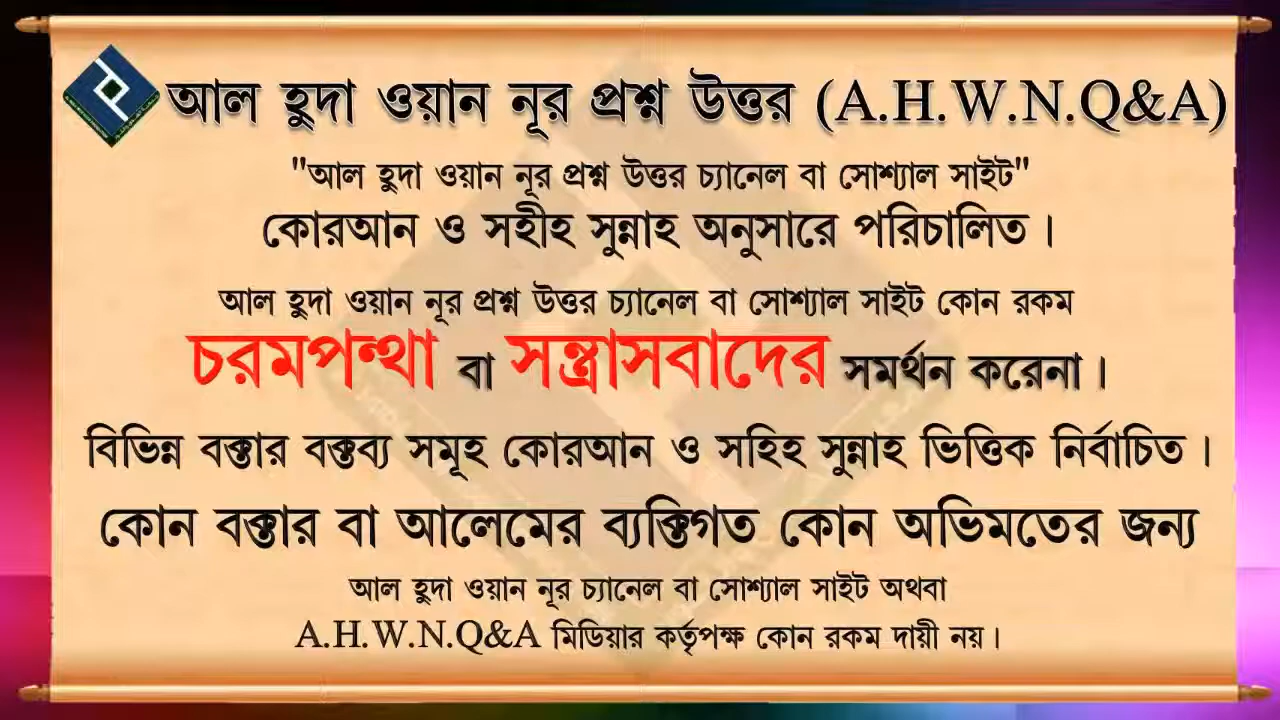 আল হুদা ওয়ান নূর প্রশ্ন উত্তর (A.H.W.N.Q&A)
"আল হুদা ওয়ান নূর প্রশ্ন উত্তর চ্যানেল বা সোশ্যাল সাইট"
কোরআন ও সহীহ সুন্নাহ অনুসারে পরিচালিত।
আল হুদা ওয়ান নূর প্রশ্ন উত্তর চ্যানেল বা সোশ্যাল সাইট কোন রকম
চরমপন্থা বা সন্ত্রাসবাদের সমর্থন করেনা।
বিভিন্ন বক্তার বক্তব্য সমূহ কোরআন ও সহিহ সুন্নাহ ভিত্তিক নির্বাচিত।
কোন বক্তার বা আলেমের ব্যক্তিগত কোন অভিমতের জন্য
আল হুদা ওয়ান নূর চ্যানেল বা সোশ্যাল সাইট অথবা
A.H.W.N.Q&A মিডিয়ার কর্তৃপক্ষ কোন রকম দায়ী নয়।